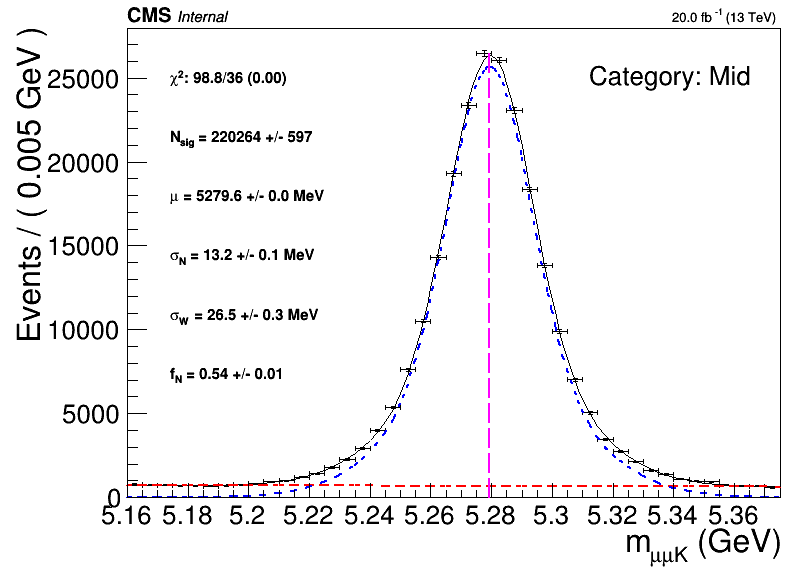 CMS Internal
20.0 fb⁻¹ (13 TeV)
Category: Mid
χ²: 98.8/36 (0.00)
N_sig = 220264 +/- 597
μ = 5279.6 +/- 0.0 MeV
σ_N = 13.2 +/- 0.1 MeV
σ_W = 26.5 +/- 0.3 MeV
f_N = 0.54 +/- 0.01
Events / ( 0.005 GeV )
25000
20000
15000
10000
5000
0
5.16 5.18 5.2 5.22 5.24 5.26 5.28 5.3 5.32 5.34 5.36
m_μμK (GeV)